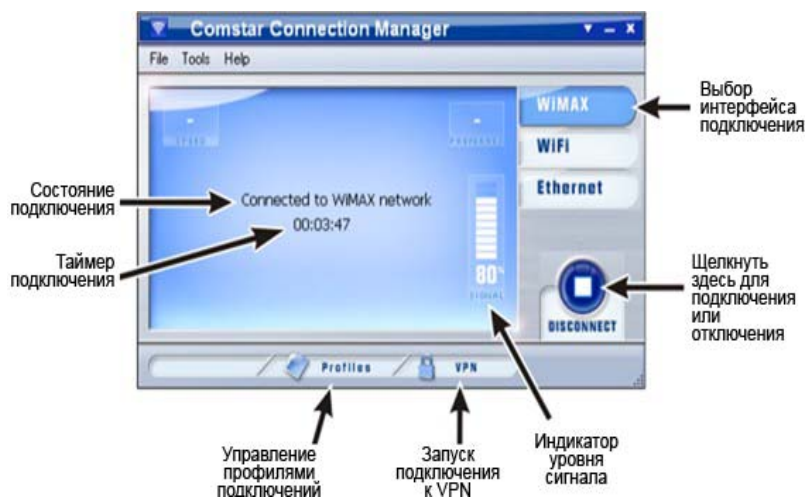 Comstar Connection Manager
File Tools Help
SPEED
WiMAX
WiFi
Ethernet
Connected to WiMAX network
00:03:47
80%
SIGNAL
DISCONNECT
Profiles
VPN
Выбор
интерфейса
подключения
Состояние
подключения
Таймер
подключения
Щелкнуть
здесь для
подключения
или
отключения
Управление
профилями
подключений
Запуск
подключения
к VPN
Индикатор
уровня
сигнала